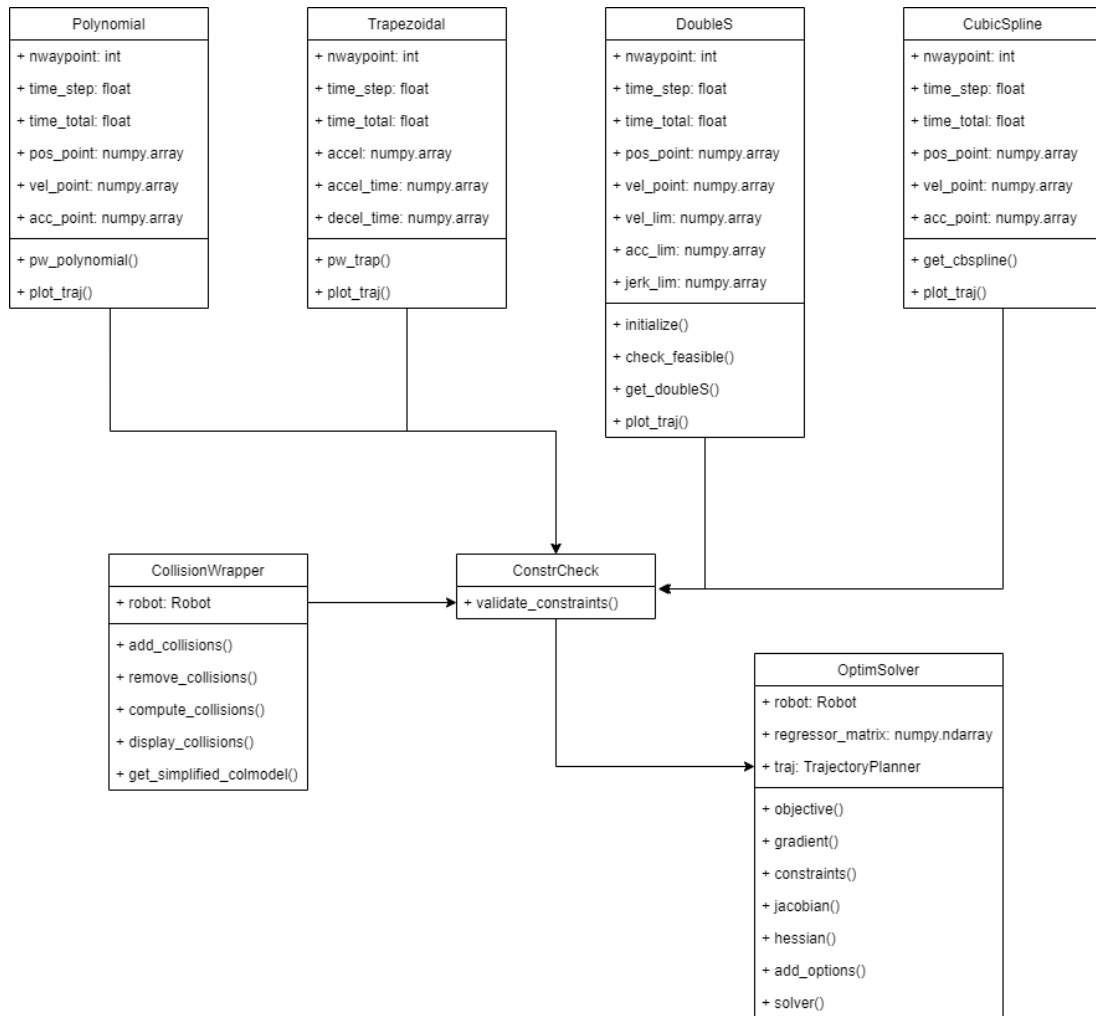 Polynomial
+ nwaypoint: int
+ time_step: float
+ time_total: float
+ pos_point: numpy.array
+ vel_point: numpy.array
+ acc_point: numpy.array
+ pw_polynomial()
+ plot_traj()
Trapezoidal
+ nwaypoint: int
+ time_step: float
+ time_total: float
+ accel: numpy.array
+ accel_time: numpy.array
+ decel_time: numpy.array
+ pw_trap()
+ plot_traj()
DoubleS
+ nwaypoint: int
+ time_step: float
+ time_total: float
+ pos_point: numpy.array
+ vel_point: numpy.array
+ vel_lim: numpy.array
+ acc_lim: numpy.array
+ jerk_lim: numpy.array
+ initialize()
+ check_feasible()
+ get_doubleS()
+ plot_traj()
CubicSpline
+ nwaypoint: int
+ time_step: float
+ time_total: float
+ pos_point: numpy.array
+ vel_point: numpy.array
+ acc_point: numpy.array
+ get_cbspline()
+ plot_traj()
CollisionWrapper
+ robot: Robot
+ add_collisions()
+ remove_collisions()
+ compute_collisions()
+ display_collisions()
+ get_simplified_colmodel()
ConstrCheck
+ validate_constraints()
OptimSolver
+ robot: Robot
+ regressor_matrix: numpy.ndarray
+ traj: TrajectoryPlanner
+ objective()
+ gradient()
+ constraints()
+ jacobian()
+ hessian()
+ add_options()
+ solver()